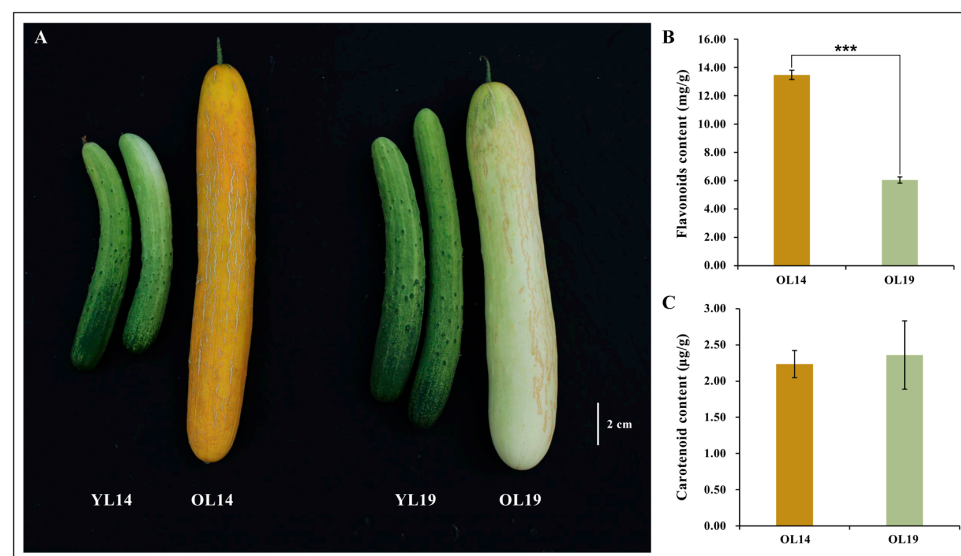 A
YL14
OL14
YL19
OL19
2 cm
B
Flavonoids content (mg/g)
16.00
14.00
12.00
10.00
8.00
6.00
4.00
2.00
0.00
***
OL14
OL19
C
Carotenoid content (µg/g)
3.00
2.50
2.00
1.50
1.00
0.50
0.00
OL14
OL19